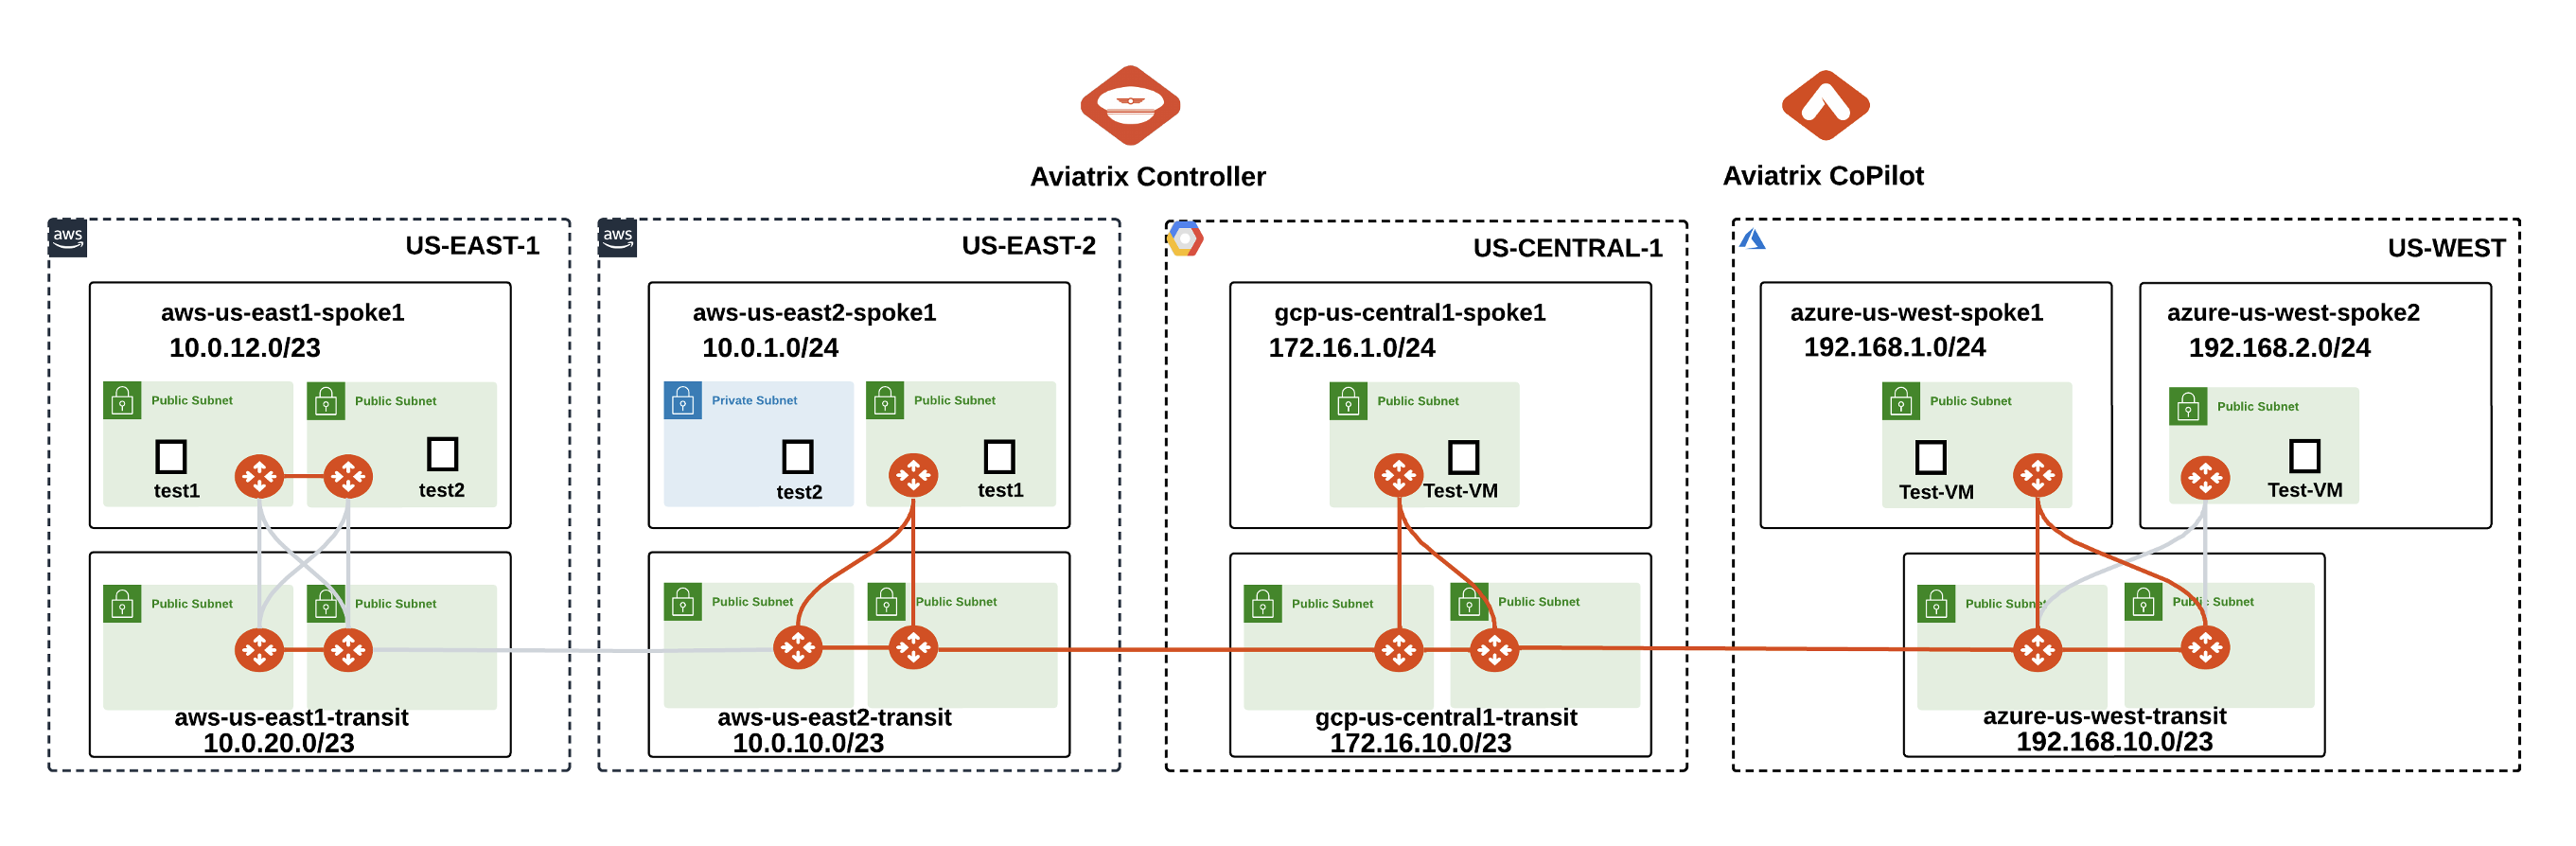 Aviatrix Controller
Aviatrix CoPilot
aws
US-EAST-1
aws-us-east1-spoke1
10.0.12.0/23
Public Subnet
Public Subnet
test1
test2
Public Subnet
Public Subnet
aws-us-east1-transit
10.0.20.0/23
aws
US-EAST-2
aws-us-east2-spoke1
10.0.1.0/24
Private Subnet
Public Subnet
test2
test1
Public Subnet
Public Subnet
aws-us-east2-transit
10.0.10.0/23
US-CENTRAL-1
gcp-us-central1-spoke1
172.16.1.0/24
Public Subnet
Test-VM
Public Subnet
Public Subnet
gcp-us-central1-transit
172.16.10.0/23
US-WEST
azure-us-west-spoke1
192.168.1.0/24
Public Subnet
Test-VM
azure-us-west-spoke2
192.168.2.0/24
Public Subnet
Test-VM
Public Subnet
Public Subnet
azure-us-west-transit
192.168.10.0/23